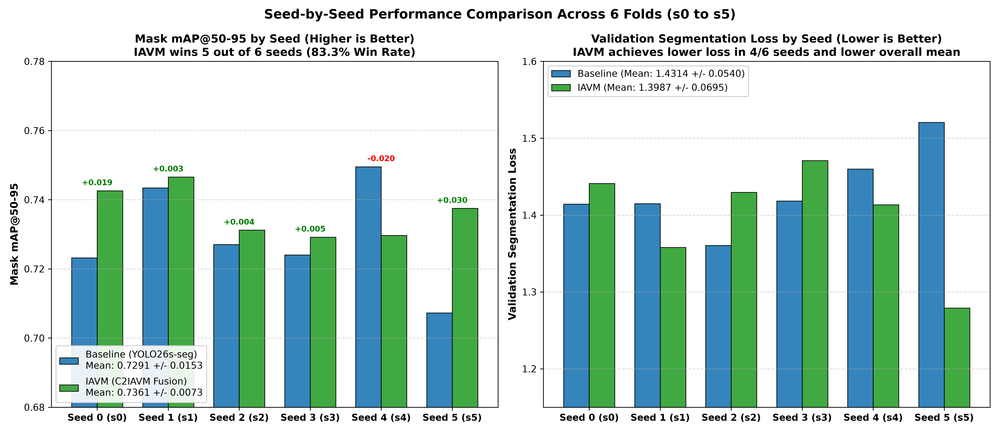 Seed-by-Seed Performance Comparison Across 6 Folds (s0 to s5)
Mask mAP@50-95 by Seed (Higher is Better)
IAVM wins 5 out of 6 seeds (83.3% Win Rate)
Mask mAP@50-95
0.78
0.76
0.74
0.72
0.70
0.68
+0.019
+0.003
+0.004
+0.005
-0.020
+0.030
Baseline (YOLO26s-seg)
Mean: 0.7291 +/- 0.0153
IAVM (C2IAVM Fusion)
Mean: 0.7361 +/- 0.0073
Seed 0 (s0)
Seed 1 (s1)
Seed 2 (s2)
Seed 3 (s3)
Seed 4 (s4)
Seed 5 (s5)
Validation Segmentation Loss by Seed (Lower is Better)
IAVM achieves lower loss in 4/6 seeds and lower overall mean
Validation Segmentation Loss
1.6
1.5
1.4
1.3
1.2
Baseline (Mean: 1.4314 +/- 0.0540)
IAVM (Mean: 1.3987 +/- 0.0695)
Seed 0 (s0)
Seed 1 (s1)
Seed 2 (s2)
Seed 3 (s3)
Seed 4 (s4)
Seed 5 (s5)